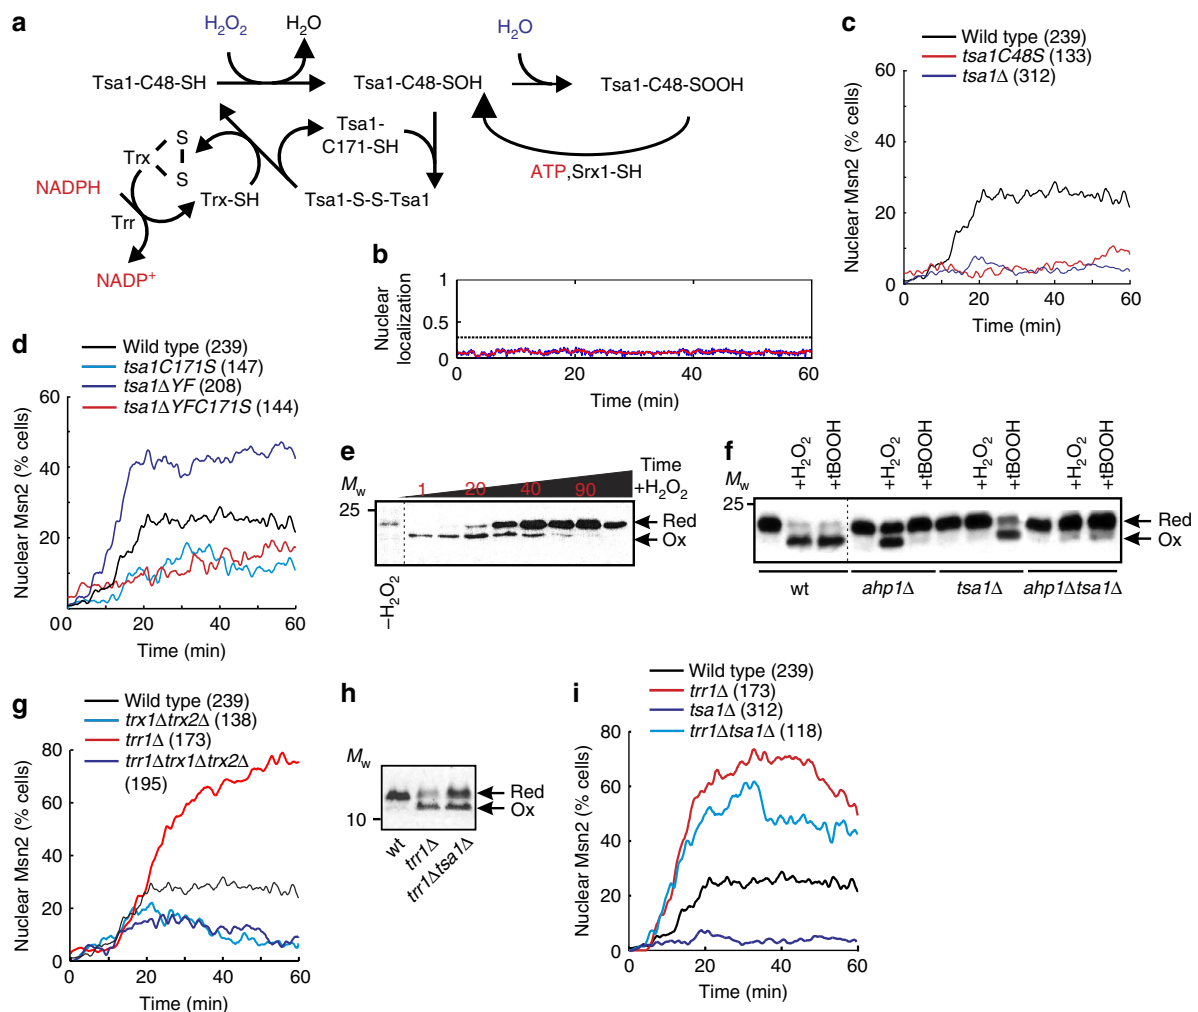 a
H2O2
H2O
H2O
Tsa1-C48-SH
Tsa1-C48-SOH
Tsa1-C48-SOOH
Trx
S
S
Tsa1-
C171-SH
ATP,Srx1-SH
NADPH
Trr
Trx-SH
Tsa1-S-S-Tsa1
NADP+
b
Nuclear
localization
1
0.5
0
0
20
40
60
Time (min)
c
Wild type (239)
tsa1C48S (133)
tsa1Δ (312)
Nuclear Msn2 (% cells)
60
40
20
0
0
20
40
60
Time (min)
d
Wild type (239)
tsa1C171S (147)
tsa1ΔYF (208)
tsa1ΔYFC171S (144)
Nuclear Msn2 (% cells)
60
40
20
0
0
20
40
60
Time (min)
e
Time
+H2O2
Mw
1
20
40
90
25
Red
Ox
–H2O2
f
Mw
+H2O2
+tBOOH
+H2O2
+tBOOH
+H2O2
+tBOOH
+H2O2
+tBOOH
25
Red
Ox
wt
ahp1Δ
tsa1Δ
ahp1Δtsa1Δ
g
Wild type (239)
trx1Δtrx2Δ (138)
trr1Δ (173)
trr1Δtrx1Δtrx2Δ
(195)
Nuclear Msn2 (% cells)
80
60
40
20
0
0
20
40
60
Time (min)
h
Mw
10
Red
Ox
wt
trr1Δ
trr1Δtsa1Δ
i
Wild type (239)
trr1Δ (173)
tsa1Δ (312)
trr1Δtsa1Δ (118)
Nuclear Msn2 (% cells)
80
60
40
20
0
0
20
40
60
Time (min)